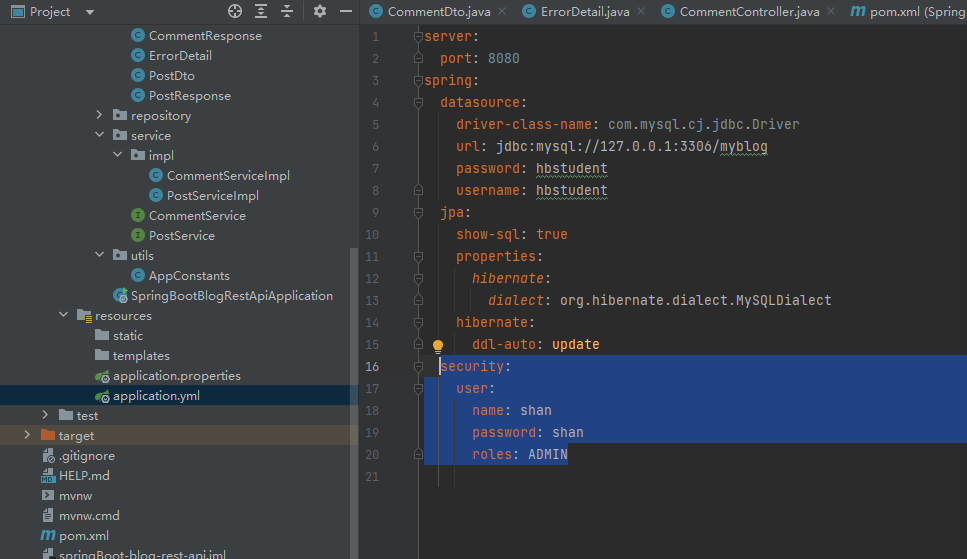 Project
CommentDto.java
ErrorDetail.java
CommentController.java
pom.xml (Spring
CommentResponse
ErrorDetail
PostDto
PostResponse
repository
service
impl
CommentServiceImpl
PostServiceImpl
CommentService
PostService
utils
AppConstants
SpringBootBlogRestApiApplication
resources
static
templates
application.properties
application.yml
test
target
.gitignore
HELP.md
mvnw
mvnw.cmd
pom.xml
springBoot-blog-rest-api.iml
1 server:
2 port: 8080
3 spring:
4 datasource:
5 driver-class-name: com.mysql.cj.jdbc.Driver
6 url: jdbc:mysql://127.0.0.1:3306/myblog
7 password: hbstudent
8 username: hbstudent
9 jpa:
10 show-sql: true
11 properties:
12 hibernate:
13 dialect: org.hibernate.dialect.MySQLDialect
14 hibernate:
15 ddl-auto: update
16 security:
17 user:
18 name: shan
19 password: shan
20 roles: ADMIN
21